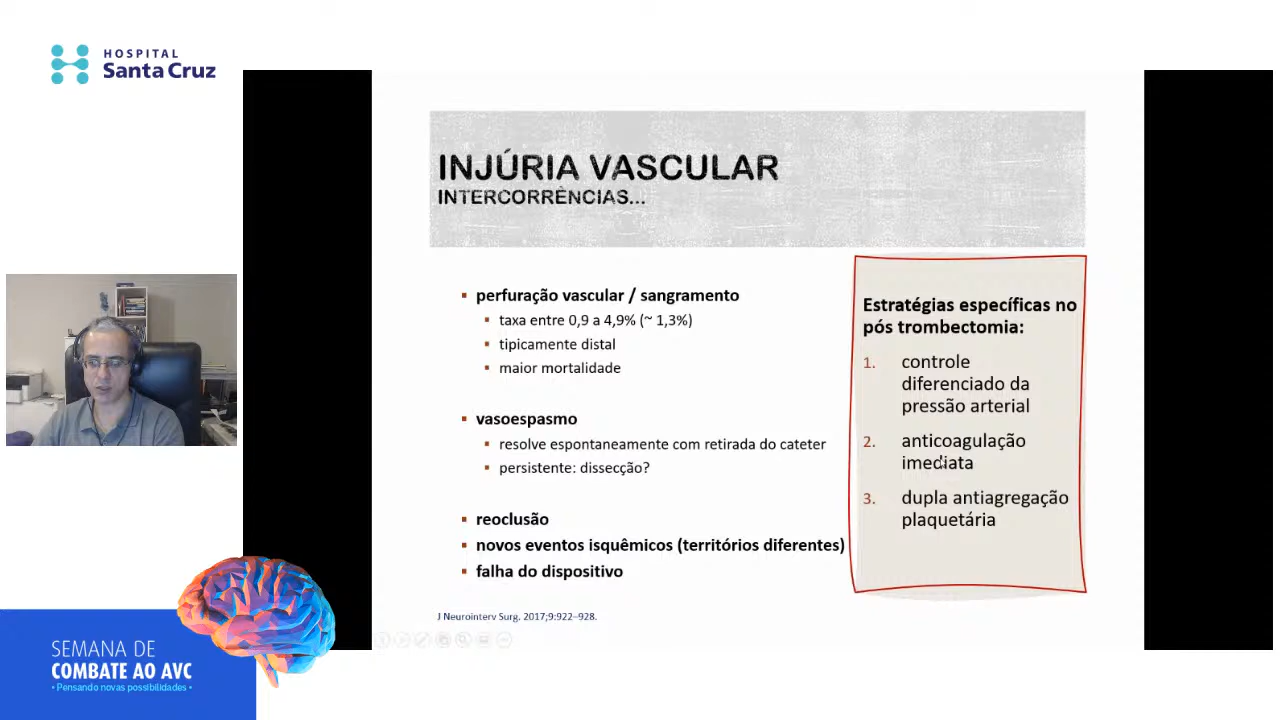 HOSPITAL
Santa Cruz
INJÚRIA VASCULAR
INTERCORRÊNCIAS...
▪ perfuração vascular / sangramento
▪ taxa entre 0,9 a 4,9% (~ 1,3%)
▪ tipicamente distal
▪ maior mortalidade
▪ vasoespasmo
▪ resolve espontaneamente com retirada do cateter
▪ persistente: dissecção?
▪ reoclusão
▪ novos eventos isquêmicos (territórios diferentes)
▪ falha do dispositivo
J Neurointerv Surg. 2017;9:922–928.
Estratégias específicas no
pós trombectomia:
1. controle
diferenciado da
pressão arterial
2. anticoagulação
imediata
3. dupla antiagregação
plaquetária
SEMANA DE
COMBATE AO AVC
• Pensando novas possibilidades •